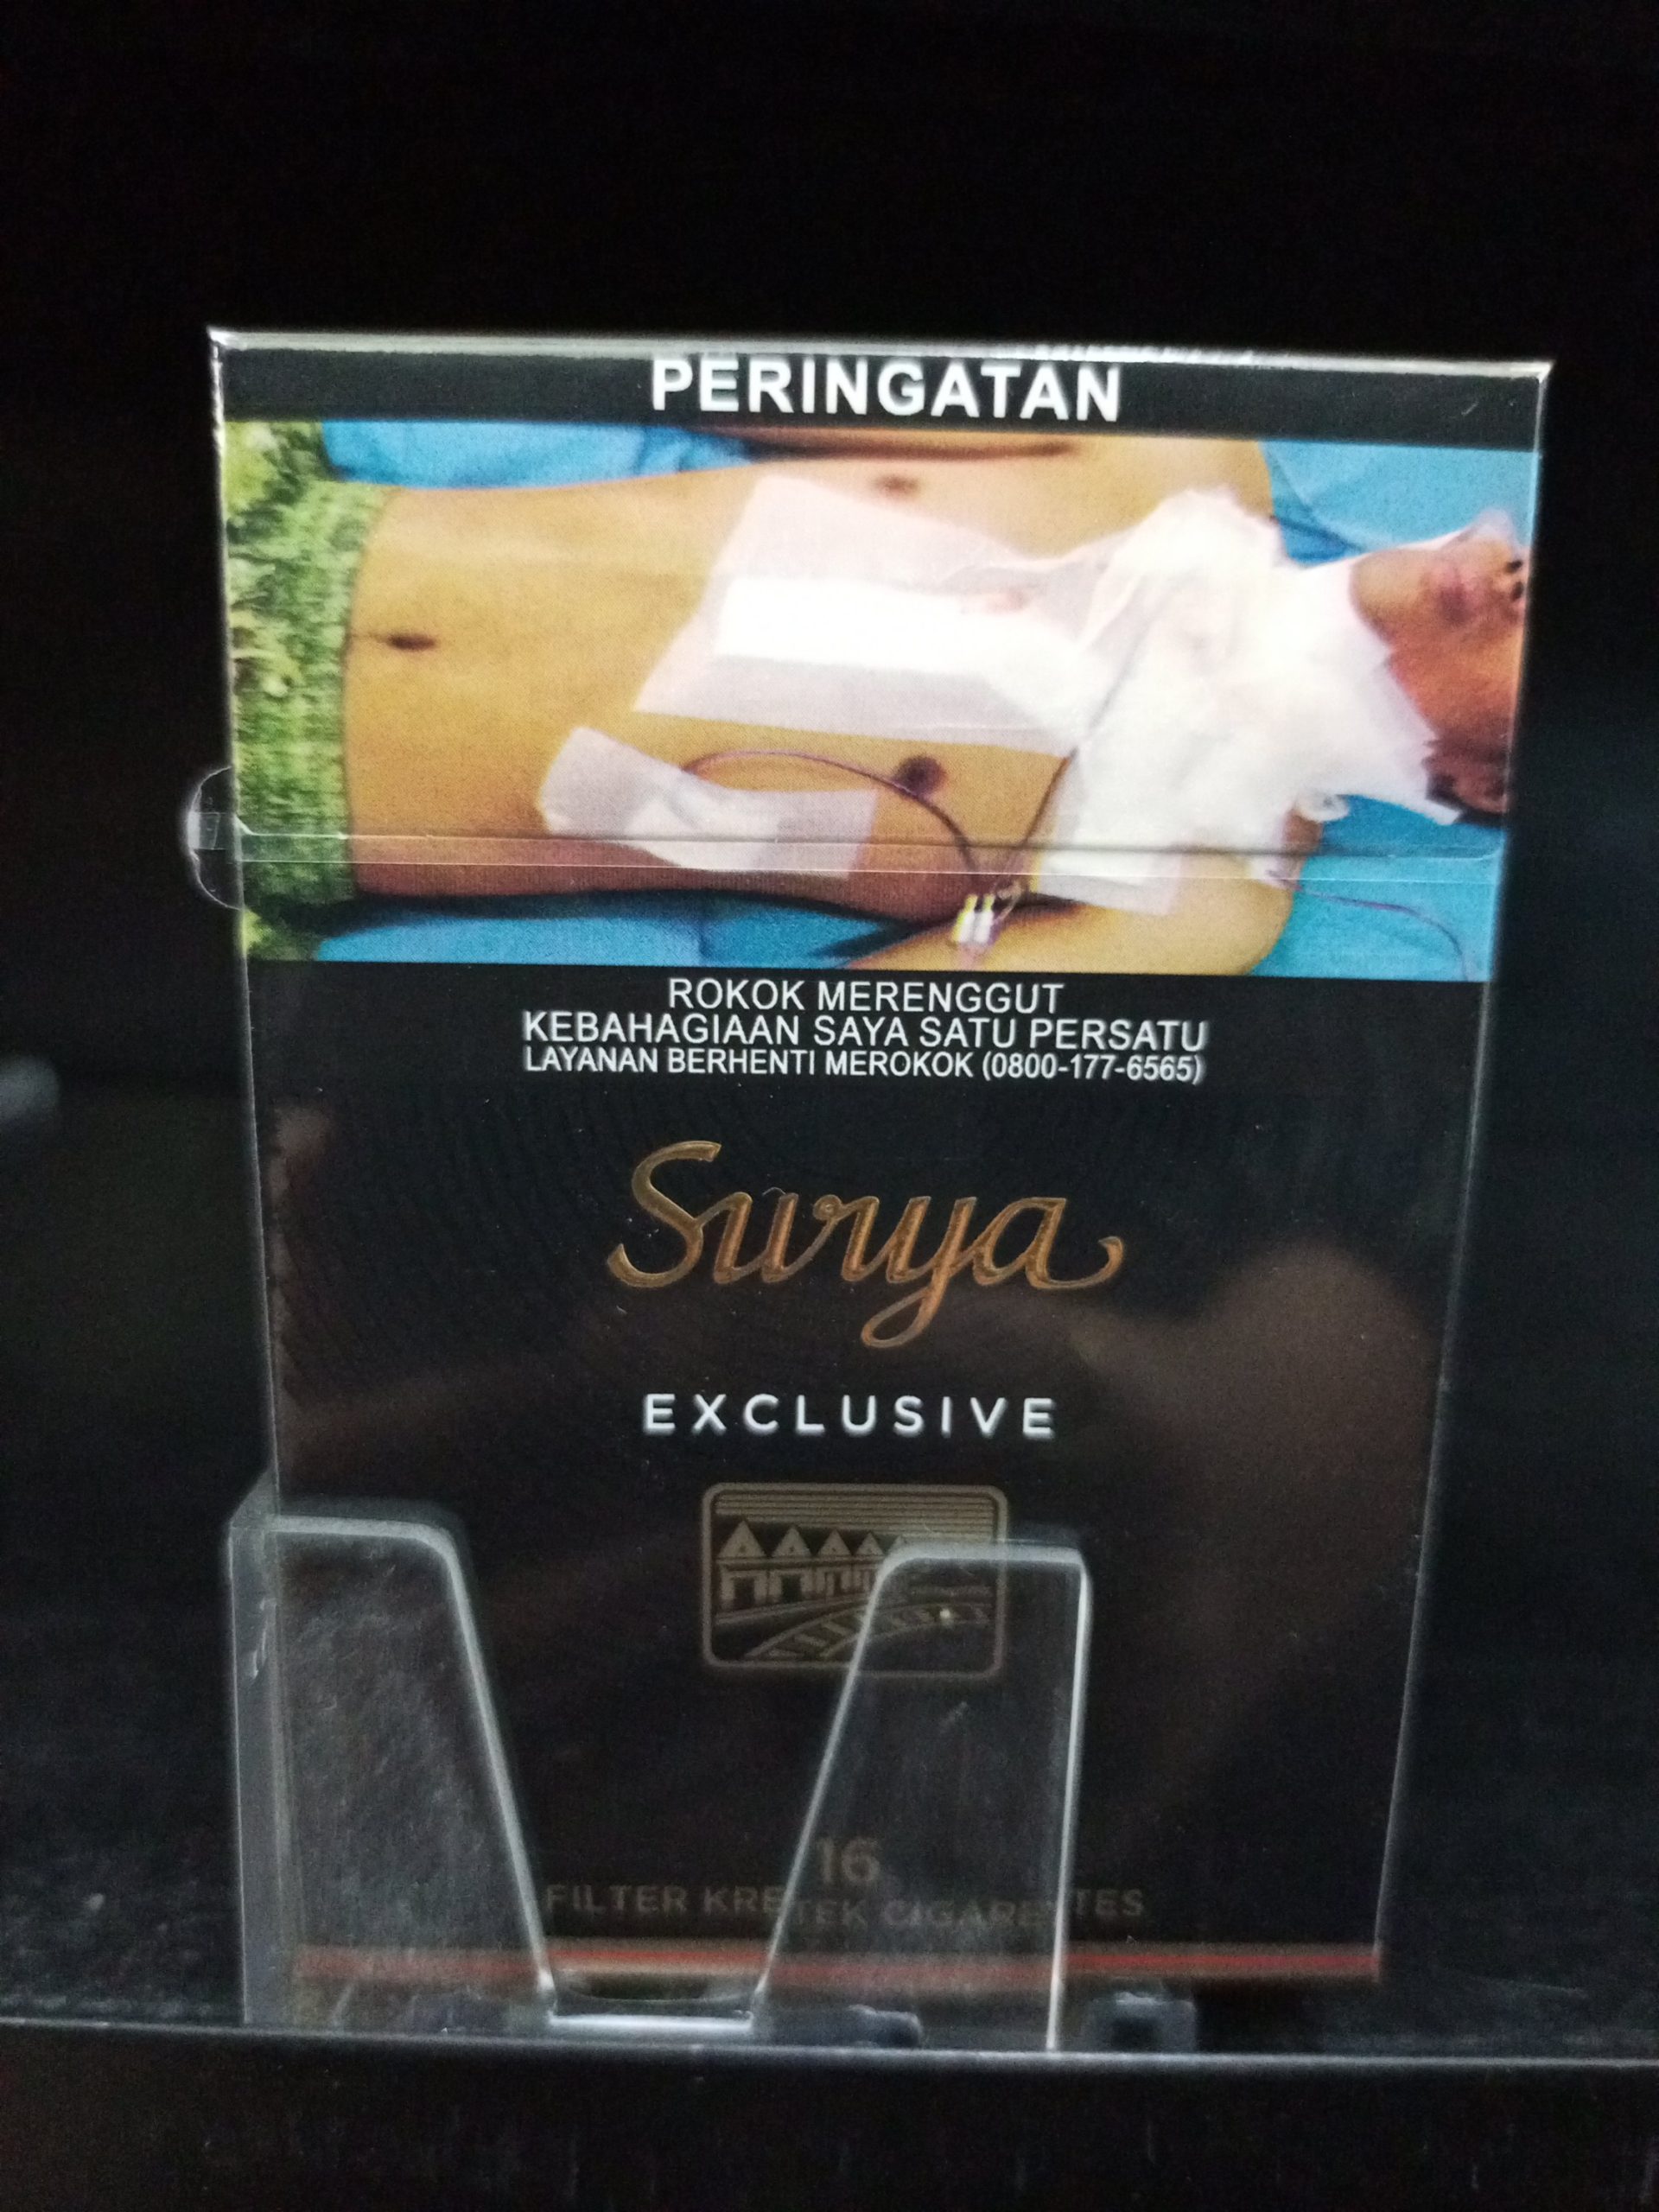 PERINGATAN
ROKOK MERENGGUT
KEBAHAGIAAN SAYA SATU PERSATU
LAYANAN BERHENTI MEROKOK (0800-177-6565)
Surya
EXCLUSIVE
16
FILTER KRETEK CIGARETTES